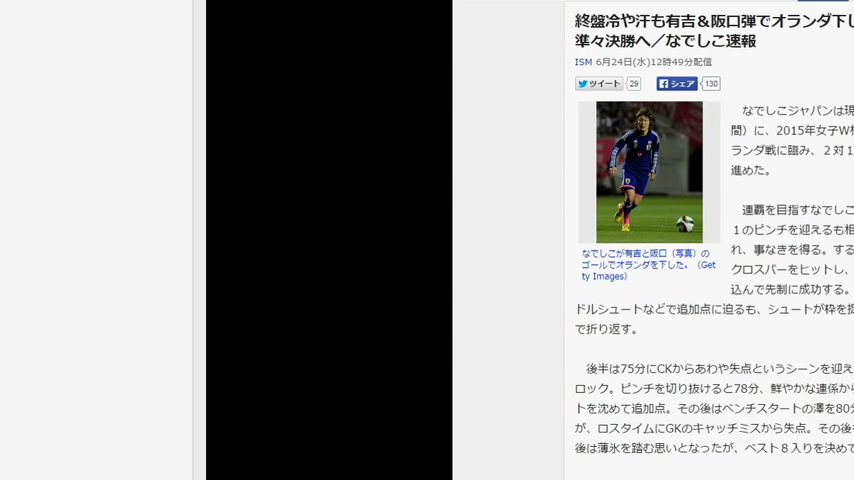 終盤冷や汗も有吉＆阪口弾でオランダ下し
準々決勝へ／なでしこ速報
ISM 6月24日(水)12時49分配信
ツイート 29 シェア 130
なでしこジャパンは現
間）に、2015年女子W杯
ランダ戦に臨み、２対１
進めた。
なでしこが有吉と阪口（写真）の
ゴールでオランダを下した。（Get
ty Images）
連覇を目指すなでしこ
１のピンチを迎えるも相
れ、事なきを得る。する
クロスバーをヒットし、
込んで先制に成功する。
ドルシュートなどで追加点に迫るも、シュートが枠を捉
で折り返す。
後半は75分にCKからあわや失点というシーンを迎え
ロック。ピンチを切り抜けると78分、鮮やかな連係から
トを沈めて追加点。その後はベンチスタートの澤を80分
が、ロスタイムにGKのキャッチミスから失点。その後も
後は薄氷を踏む思いとなったが、ベスト８入りを決めて